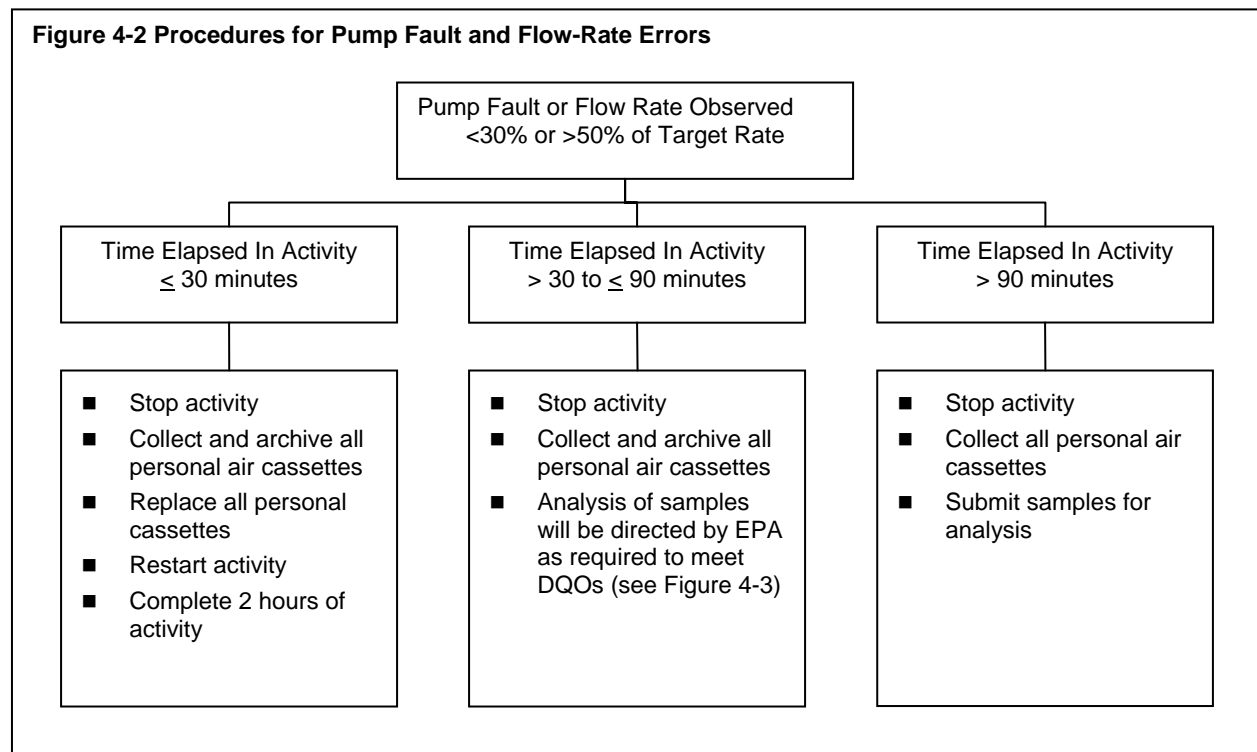 Figure 4-2 Procedures for Pump Fault and Flow-Rate Errors
Pump Fault or Flow Rate Observed
<30% or >50% of Target Rate
Time Elapsed In Activity
≤ 30 minutes
■ Stop activity
■ Collect and archive all
personal air cassettes
■ Replace all personal
cassettes
■ Restart activity
■ Complete 2 hours of
activity
Time Elapsed In Activity
> 30 to ≤ 90 minutes
■ Stop activity
■ Collect and archive all
personal air cassettes
■ Analysis of samples
will be directed by EPA
as required to meet
DQOs (see Figure 4-3)
Time Elapsed In Activity
> 90 minutes
■ Stop activity
■ Collect all personal air
cassettes
■ Submit samples for
analysis